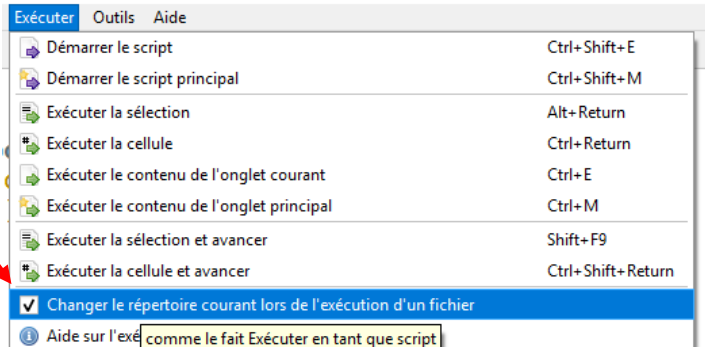 Exécuter Outils Aide
Démarrer le script Ctrl+Shift+E
Démarrer le script principal Ctrl+Shift+M
Exécuter la sélection Alt+Return
Exécuter la cellule Ctrl+Return
Exécuter le contenu de l'onglet courant Ctrl+E
Exécuter le contenu de l'onglet principal Ctrl+M
Exécuter la sélection et avancer Shift+F9
Exécuter la cellule et avancer Ctrl+Shift+Return
Changer le répertoire courant lors de l'exécution d'un fichier
Aide sur l'exé
comme le fait Exécuter en tant que script